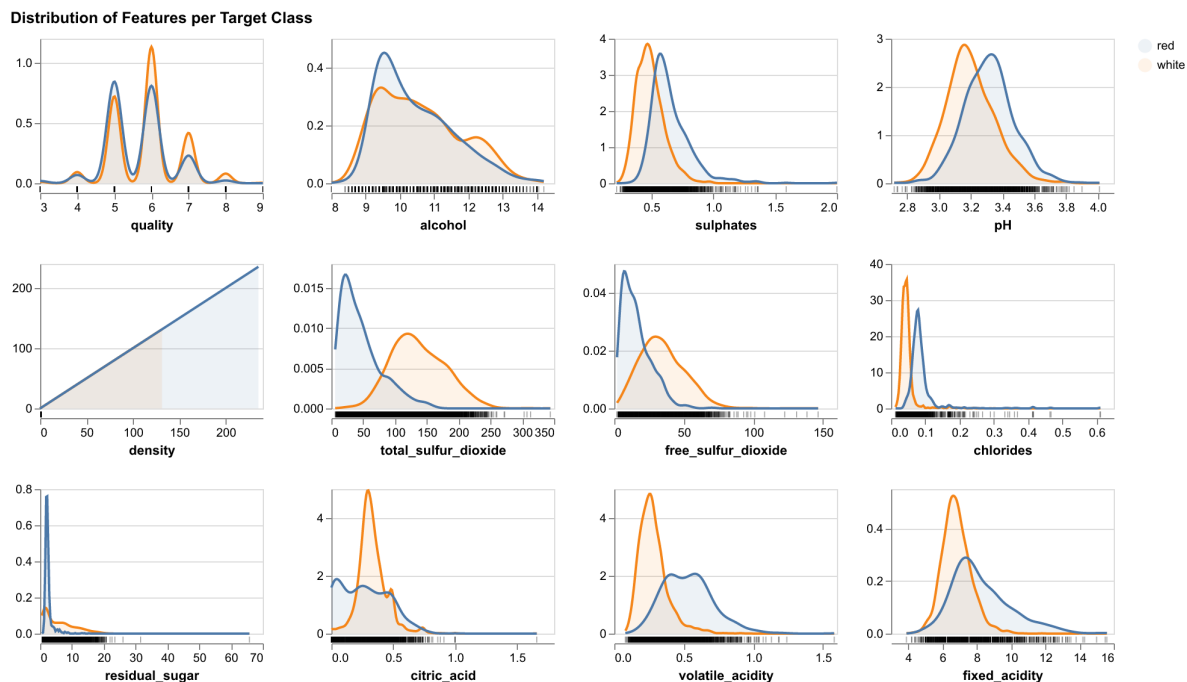 Distribution of Features per Target Class
red
white
1.0
0.5
0.0
3 4 5 6 7 8 9
quality
0.4
0.2
0.0
8 9 10 11 12 13 14
alcohol
4
3
2
1
0
0.5 1.0 1.5 2.0
sulphates
3
2
1
0
2.8 3.0 3.2 3.4 3.6 3.8 4.0
pH
200
100
0
0 50 100 150 200
density
0.015
0.010
0.005
0.000
0 50 100 150 200 250 300 350
total_sulfur_dioxide
0.04
0.02
0.00
0 50 100 150
free_sulfur_dioxide
40
30
20
10
0
0.0 0.1 0.2 0.3 0.4 0.5 0.6
chlorides
0.8
0.6
0.4
0.2
0.0
0 10 20 30 40 50 60 70
residual_sugar
4
2
0
0.0 0.5 1.0 1.5
citric_acid
4
2
0
0.0 0.5 1.0 1.5
volatile_acidity
0.4
0.2
0.0
4 6 8 10 12 14 16
fixed_acidity